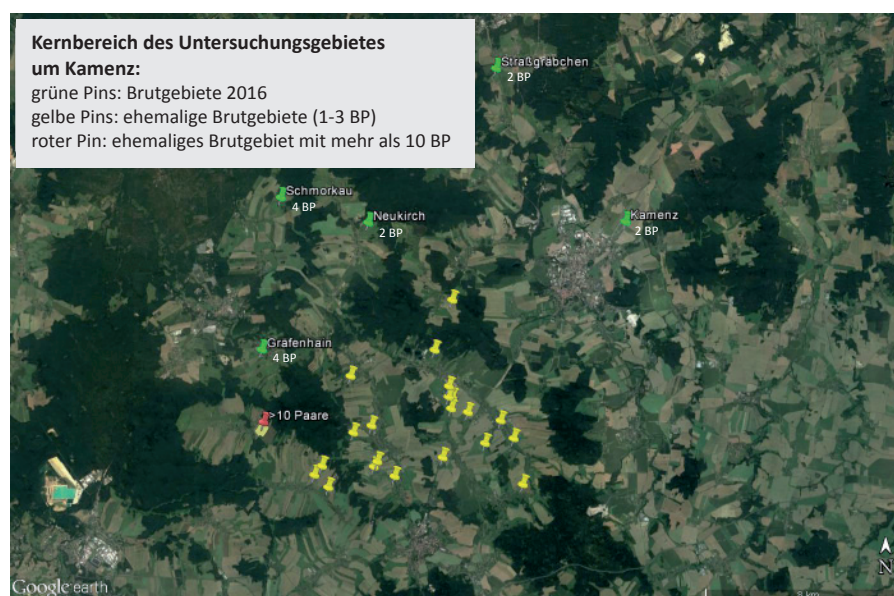 Kernbereich des Untersuchungsgebietes
um Kamenz:
grüne Pins: Brutgebiete 2016
gelbe Pins: ehemalige Brutgebiete (1-3 BP)
roter Pin: ehemaliges Brutgebiet mit mehr als 10 BP
Straßgräbchen
2 BP
Schmorkau
4 BP
Neukirch
2 BP
Kamenz
2 BP
Gräfenhain
4 BP
>10 Paare
N
Google earth